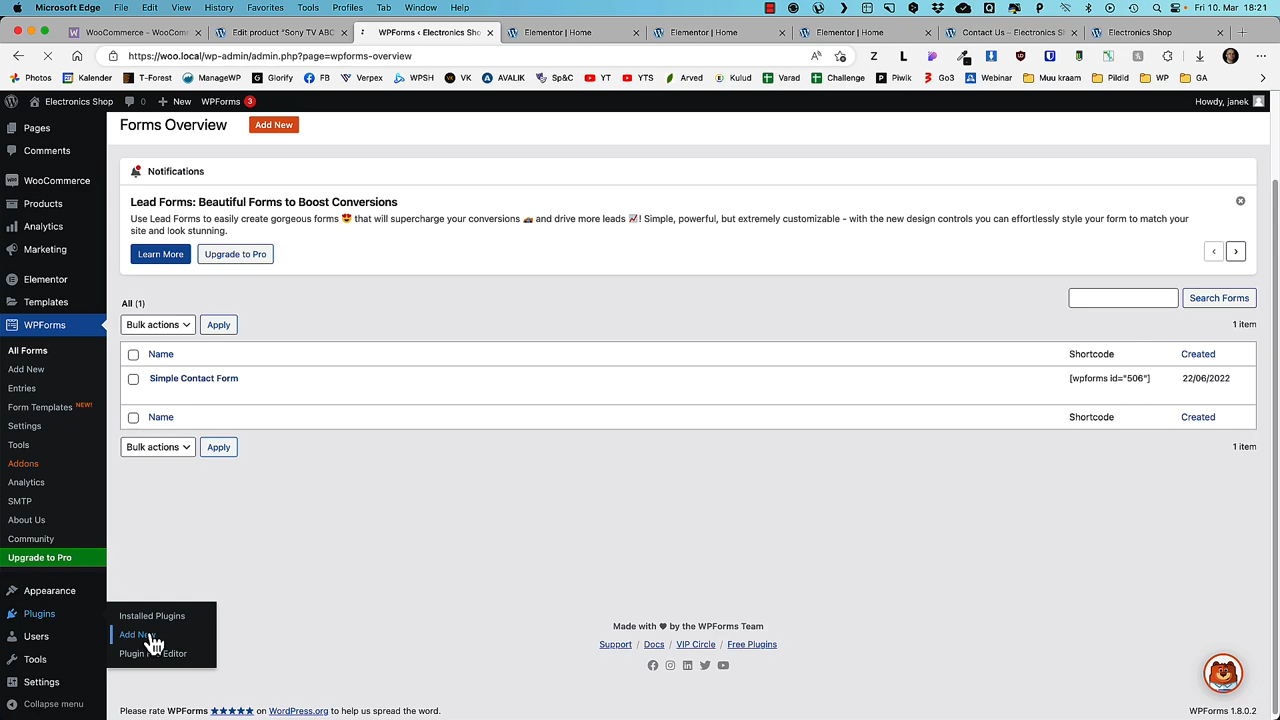 Microsoft Edge File Edit View History Favorites Tools Profiles Tab Window Help Fri 10. Mar 18:21
WooCommerce - WooCom Edit product "Sony TV ABC WPForms ‹ Electronics Sho Elementor | Home Elementor | Home Elementor | Home Contact Us – Electronics S Electronics Shop
https://woo.local/wp-admin/admin.php?page=wpforms-overview
Photos Kalender T-Forest ManageWP Glorify FB Verpex WPSH VK AVALIK Sp&C YT YTS Arved Kulud Varad Challenge Piwik Go3 Webinar Muu kraam Pildid WP GA
Electronics Shop 0 New WPForms 3 Howdy, janek
Pages
Comments
WooCommerce
Products
Analytics
Marketing
Elementor
Templates
WPForms
All Forms
Add New
Entries
Form Templates NEW!
Settings
Tools
Addons
Analytics
SMTP
About Us
Community
Upgrade to Pro
Appearance
Plugins
Users
Tools
Settings
Collapse menu
Installed Plugins
Add New
Plugin File Editor
Forms Overview Add New
Notifications
Lead Forms: Beautiful Forms to Boost Conversions
Use Lead Forms to easily create gorgeous forms 😍 that will supercharge your conversions 🏎️ and drive more leads 📈! Simple, powerful, but extremely customizable – with the new design controls you can effortlessly style your form to match your
site and look stunning.
Learn More Upgrade to Pro ‹ ›
All (1) Search Forms
Bulk actions Apply 1 item
Name Shortcode Created
Simple Contact Form [wpforms id="506"] 22/06/2022
Name Shortcode Created
Bulk actions Apply 1 item
Made with ♥ by the WPForms Team
Support / Docs / VIP Circle / Free Plugins
Please rate WPForms ★★★★★ on WordPress.org to help us spread the word. WPForms 1.8.0.2